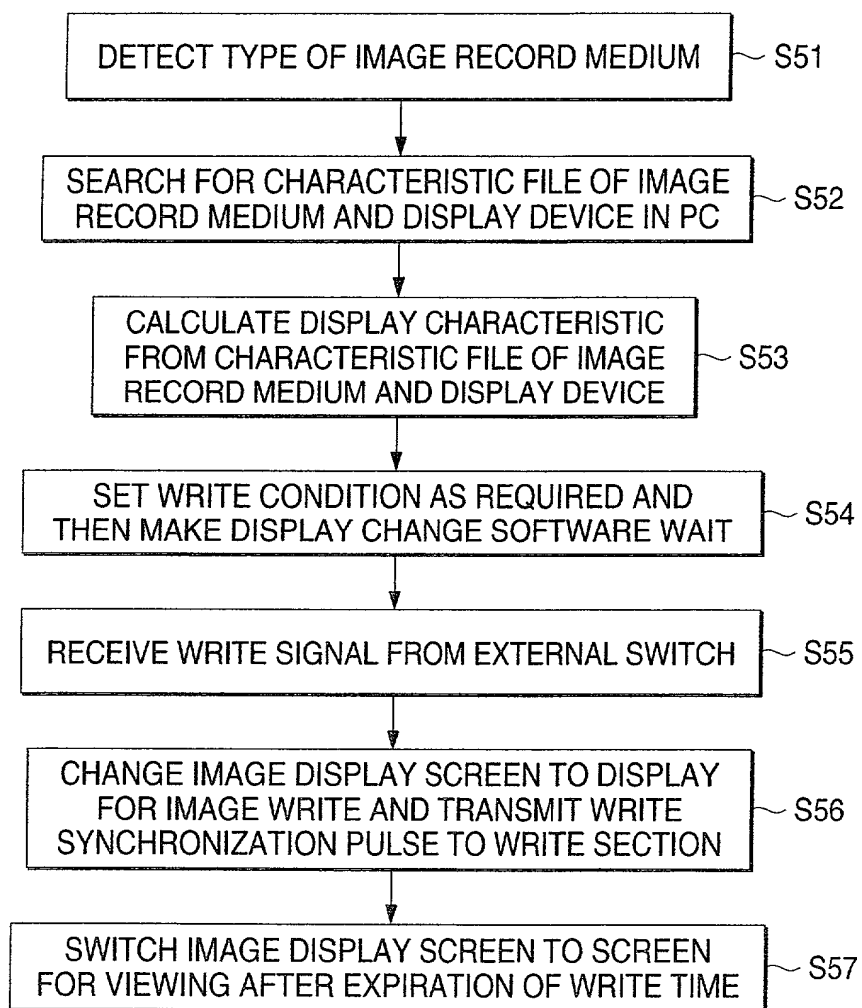 DETECT TYPE OF IMAGE RECORD MEDIUM S51
SEARCH FOR CHARACTERISTIC FILE OF IMAGE
RECORD MEDIUM AND DISPLAY DEVICE IN PC S52
CALCULATE DISPLAY CHARACTERISTIC
FROM CHARACTERISTIC FILE OF IMAGE S53
RECORD MEDIUM AND DISPLAY DEVICE
SET WRITE CONDITION AS REQUIRED AND
THEN MAKE DISPLAY CHANGE SOFTWARE WAIT S54
RECEIVE WRITE SIGNAL FROM EXTERNAL SWITCH S55
CHANGE IMAGE DISPLAY SCREEN TO DISPLAY
FOR IMAGE WRITE AND TRANSMIT WRITE S56
SYNCHRONIZATION PULSE TO WRITE SECTION
SWITCH IMAGE DISPLAY SCREEN TO SCREEN
FOR VIEWING AFTER EXPIRATION OF WRITE TIME S57